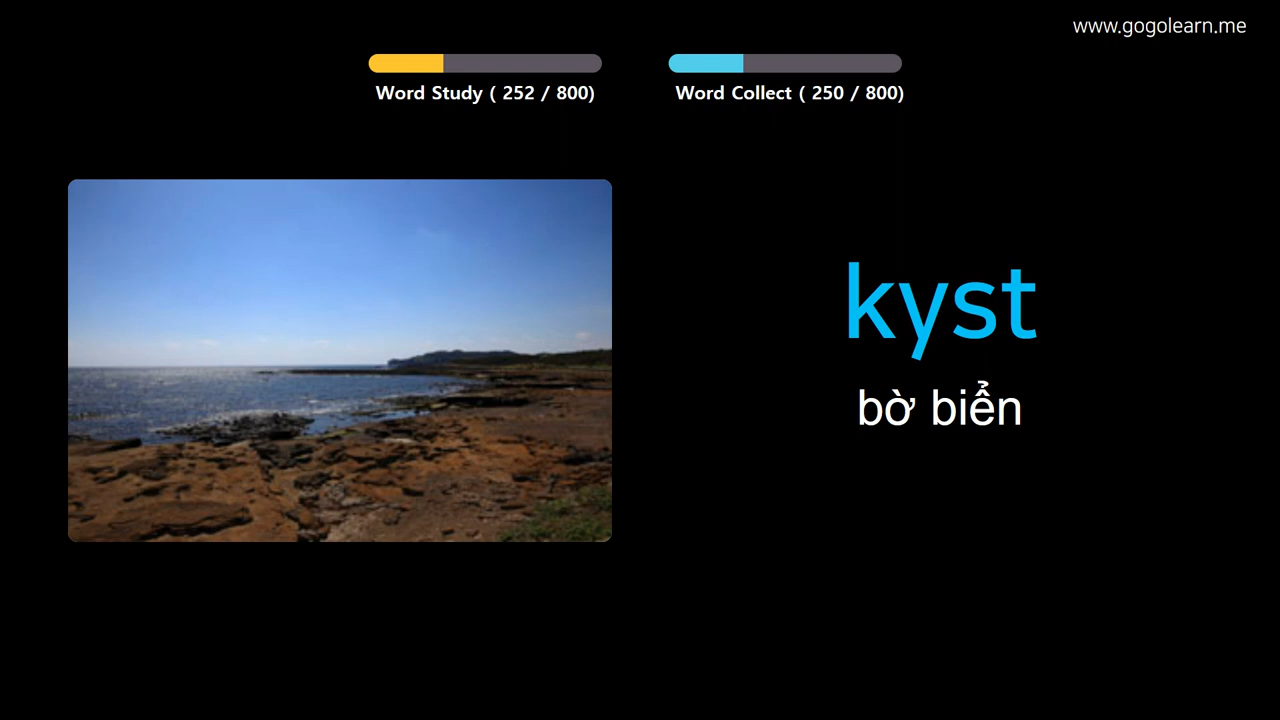 www.gogolearn.me
Word Study ( 252 / 800)
Word Collect ( 250 / 800)
kyst
bờ biển